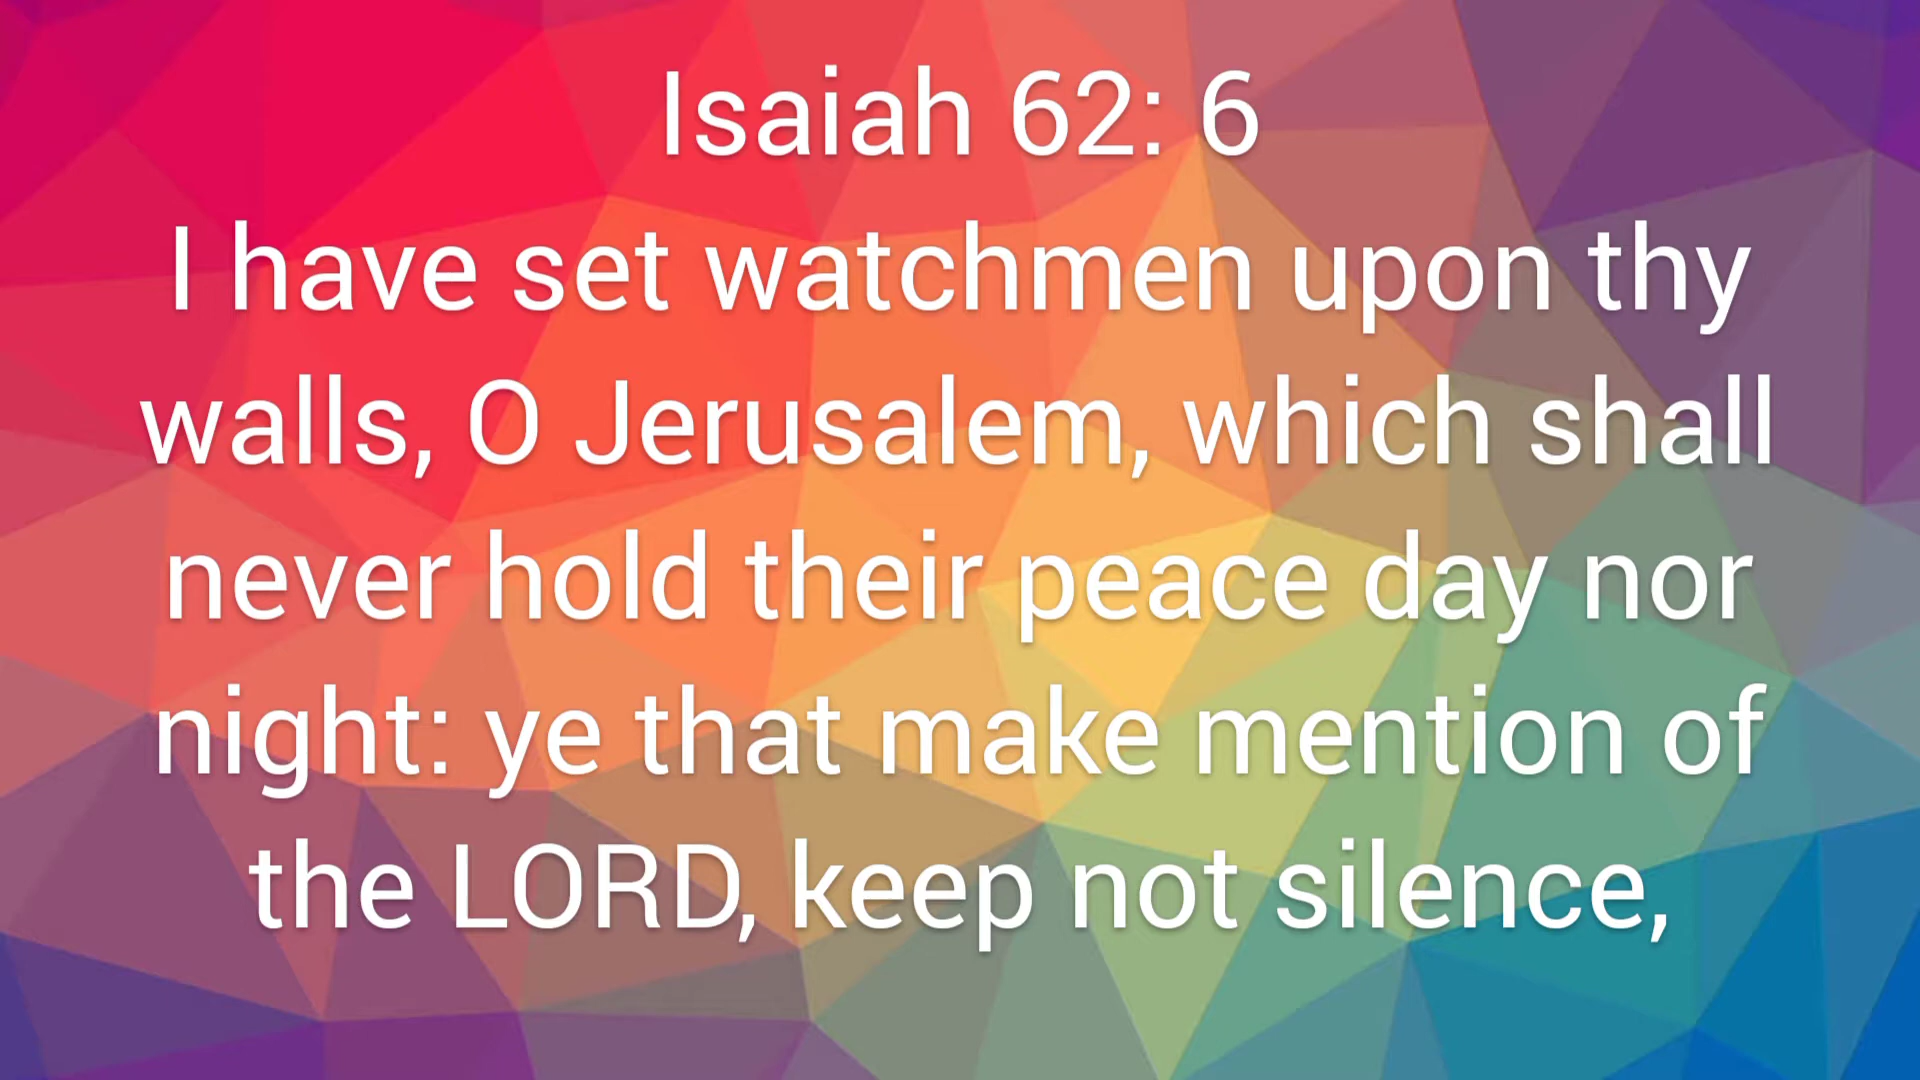 Isaiah 62: 6
I have set watchmen upon thy
walls, O Jerusalem, which shall
never hold their peace day nor
night: ye that make mention of
the LORD, keep not silence,